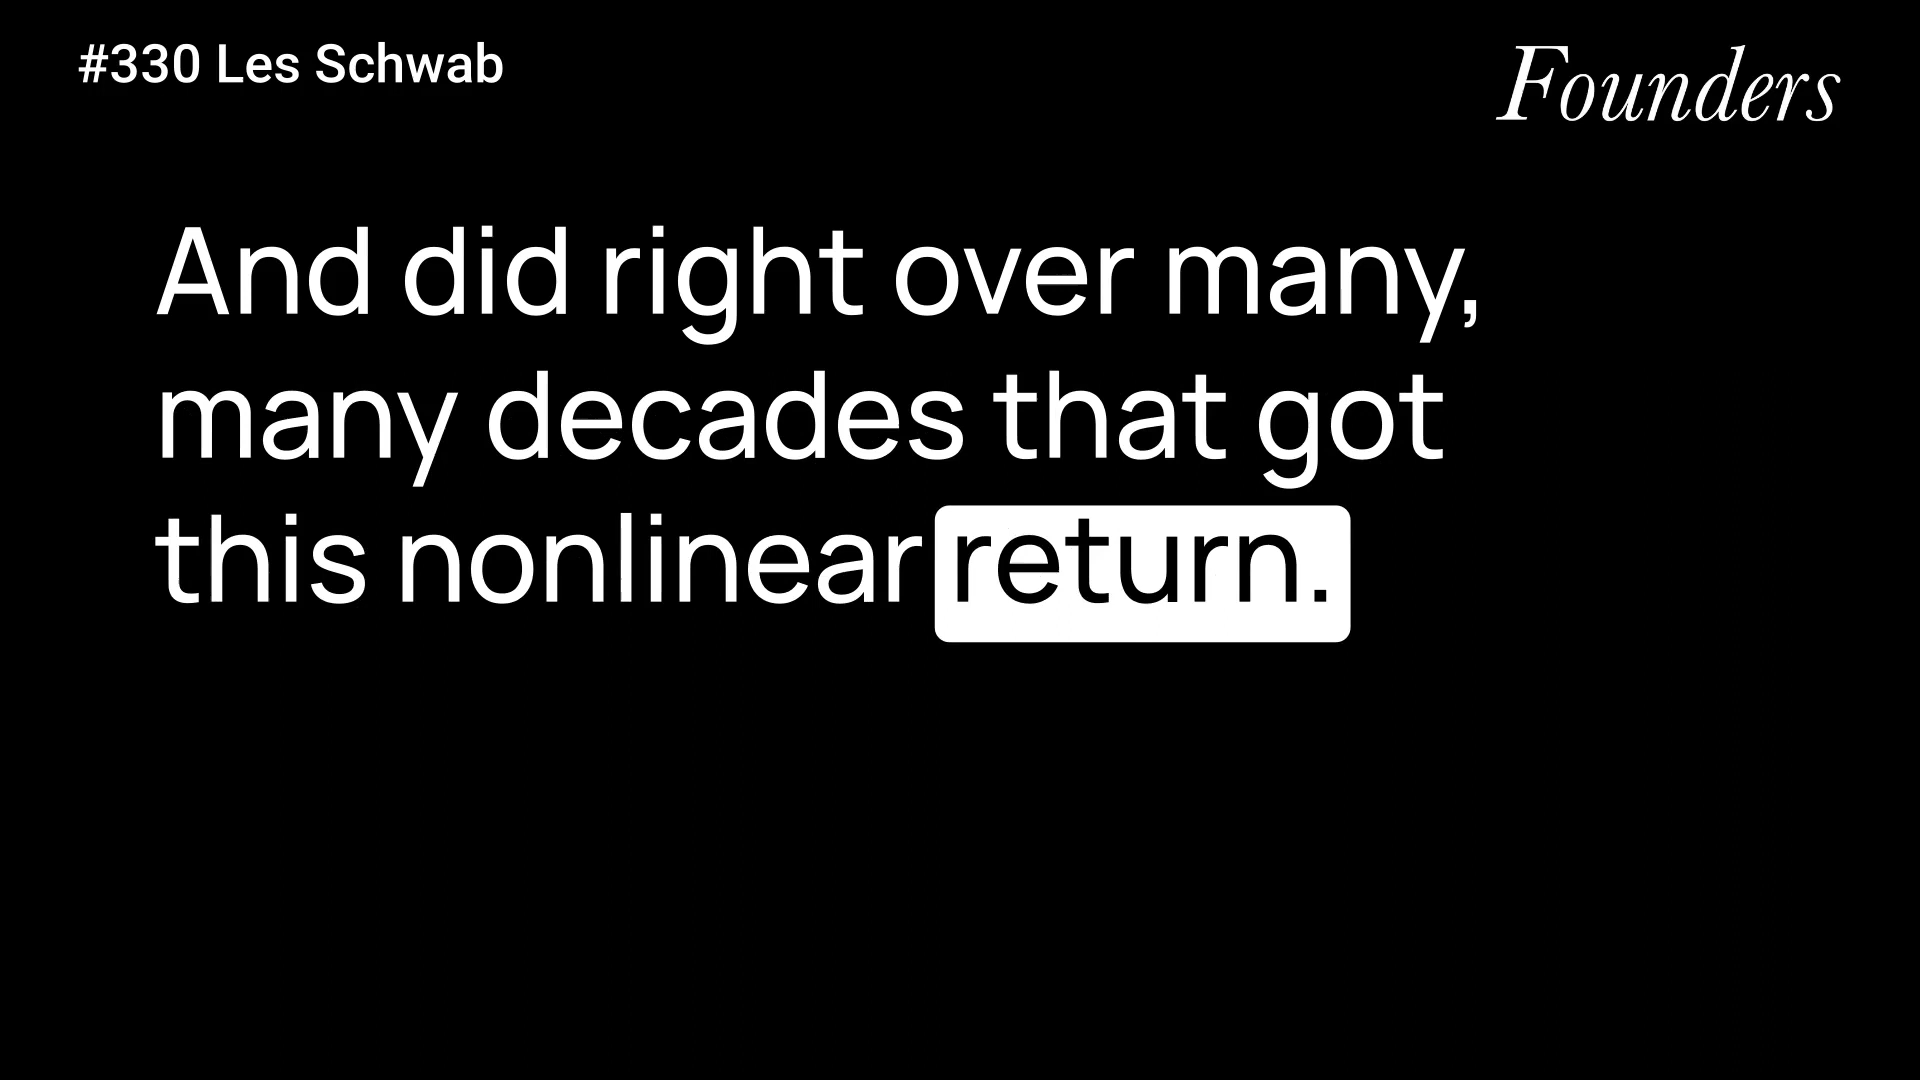 #330 Les Schwab
Founders
And did right over many,
many decades that got
this nonlinear return.